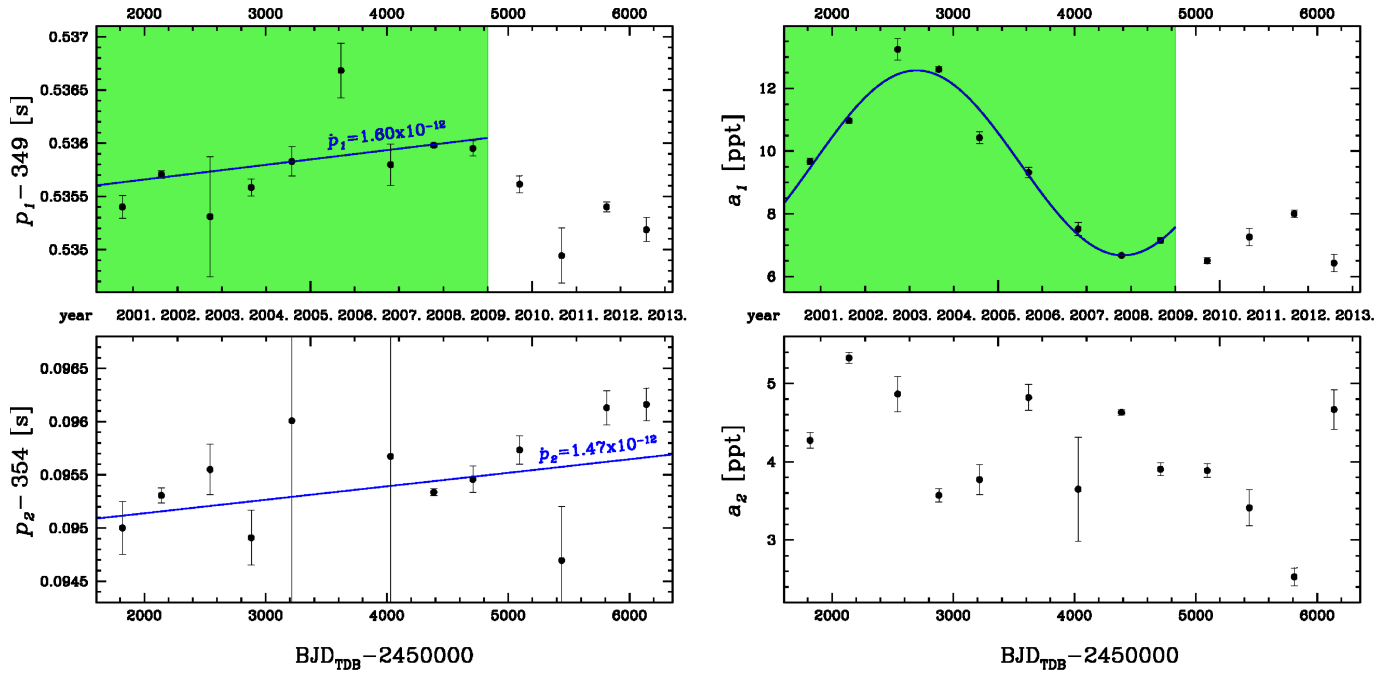 2000 3000 4000 5000 6000
0.537
0.5365
0.536
0.5355
0.535
p1−349 [s]
ṗ1=1.60x10−12
2000 3000 4000 5000 6000
12
10
8
6
a1 [ppt]
year 2001. 2002. 2003. 2004. 2005. 2006. 2007. 2008. 2009. 2010. 2011. 2012. 2013.
year 2001. 2002. 2003. 2004. 2005. 2006. 2007. 2008. 2009. 2010. 2011. 2012. 2013.
0.0965
0.096
0.0955
0.095
0.0945
p2−354 [s]
ṗ2=1.47x10−12
2000 3000 4000 5000 6000
BJDTDB−2450000
5
4
3
a2 [ppt]
2000 3000 4000 5000 6000
BJDTDB−2450000